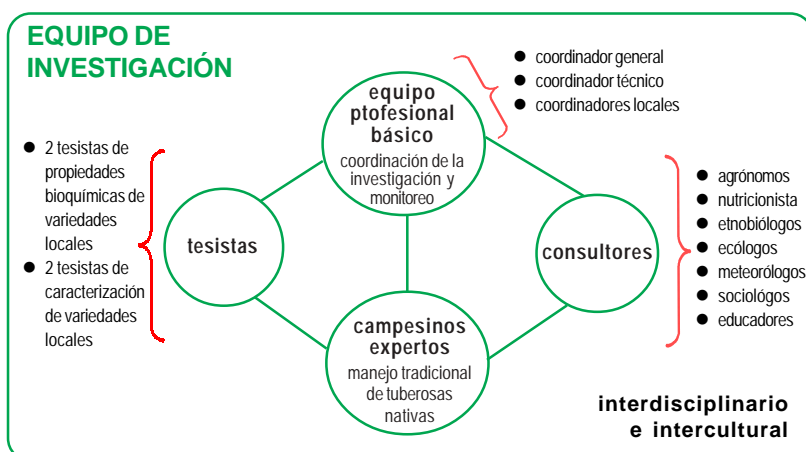 EQUIPO DE
INVESTIGACIÓN
equipo
ptofesional
básico
coordinación de la
investigación y
monitoreo
● coordinador general
● coordinador técnico
● coordinadores locales
● 2 tesistas de
propiedades
bioquímicas de
variedades
locales
● 2 tesistas de
caracterización
de variedades
locales
tesistas
consultores
● agrónomos
● nutricionista
● etnobiólogos
● ecólogos
● meteorólogos
● sociológos
● educadores
campesinos
expertos
manejo tradicional
de tuberosas
nativas
interdisciplinario
e intercultural